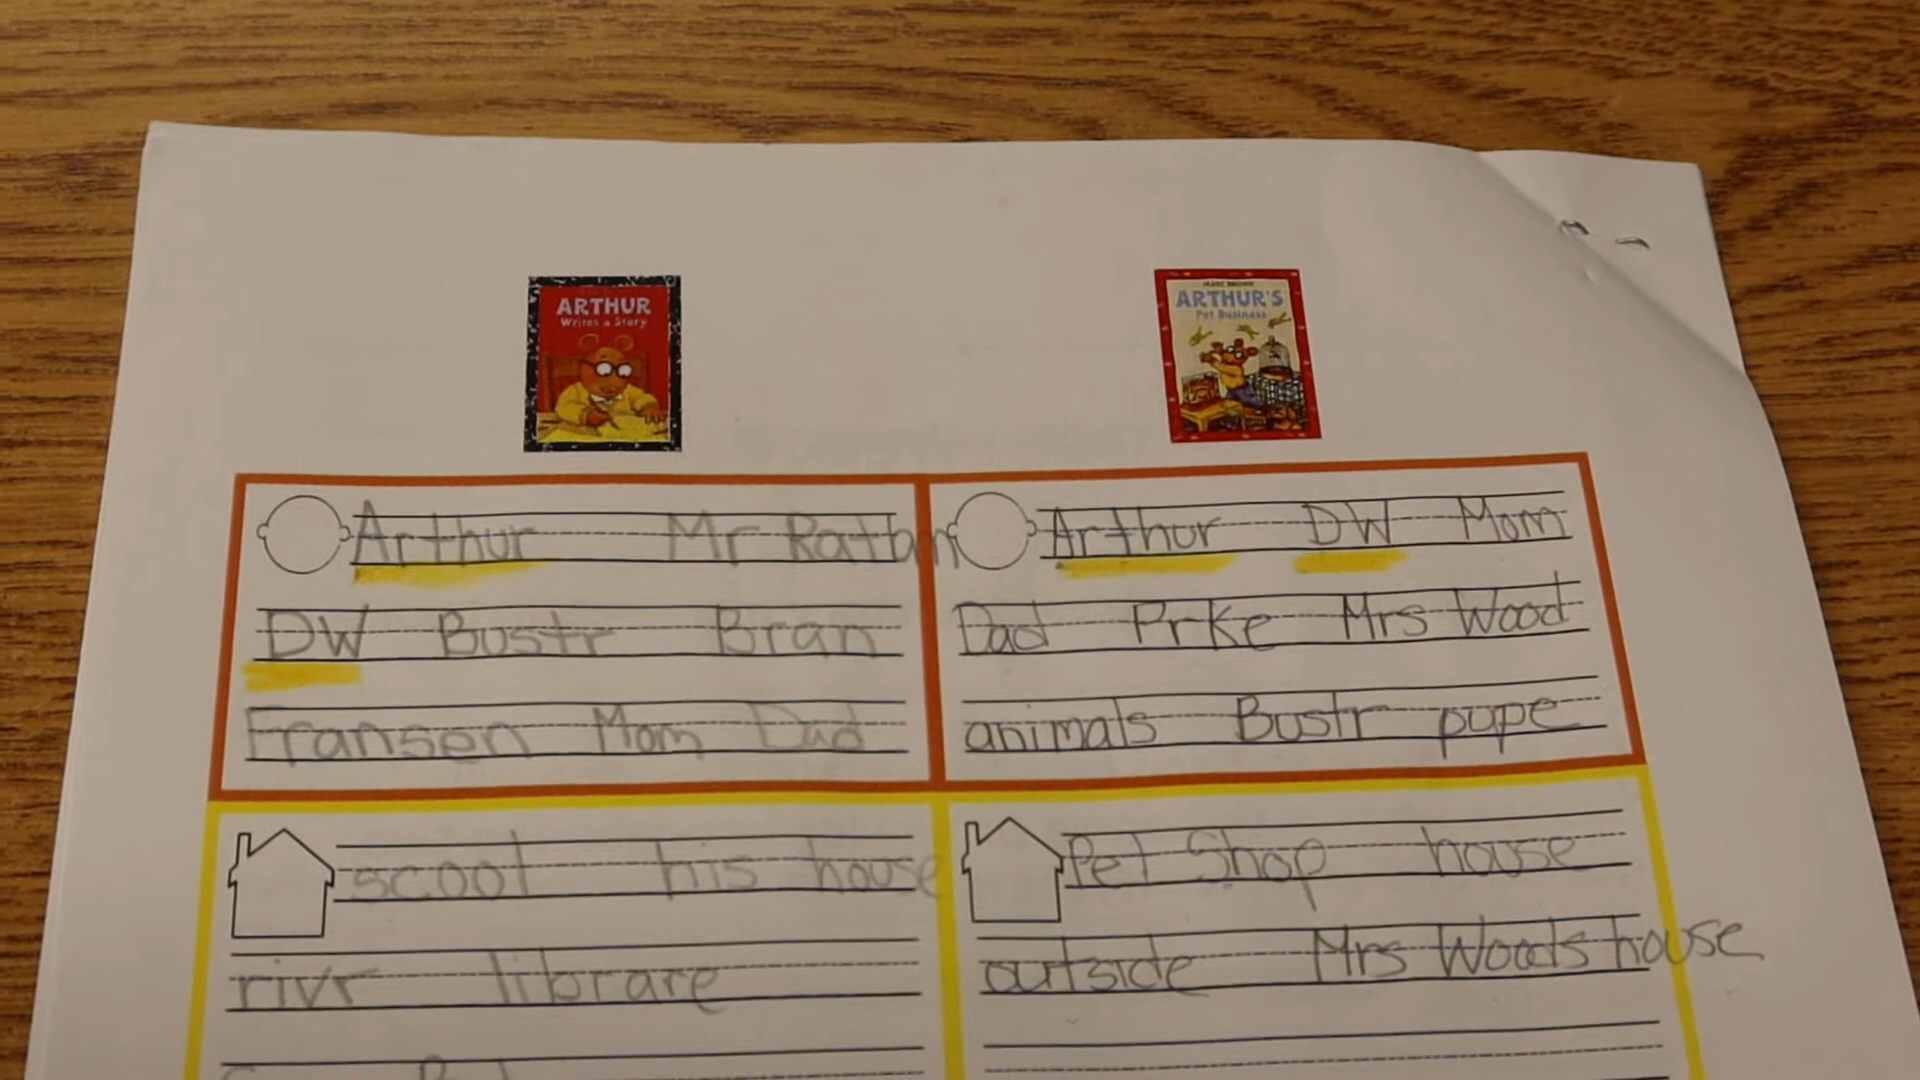 ARTHUR
Writes a Story
MARC BROWN
ARTHUR'S
Pet Business
Arthur Mr Ratbn
DW Bustr Bran
Fransen Mom Dad
Arthur DW Mom
Dad Prke Mrs Wood
animals Bustr pupe
scool his house
rivr librare
Pet Shop house
outside Mrs Woods house